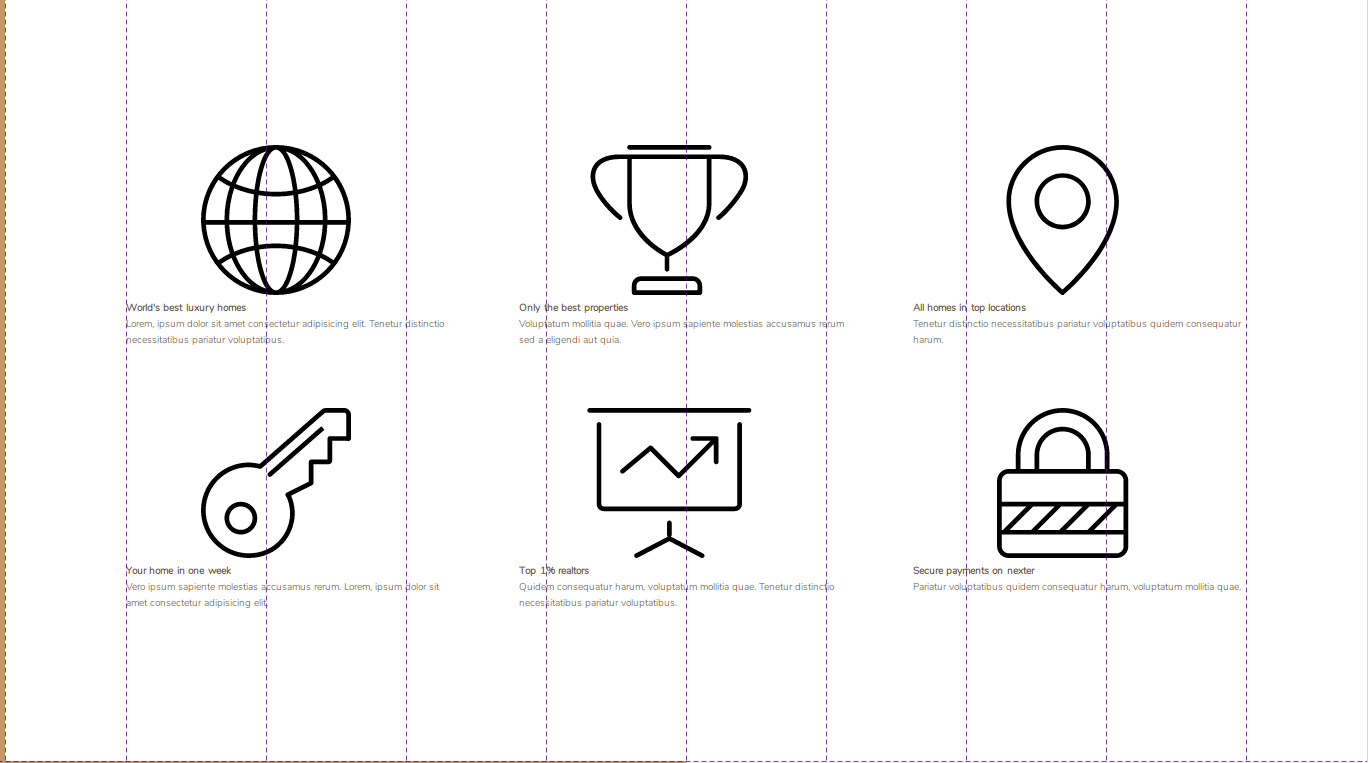 World's best luxury homes
Lorem, ipsum dolor sit amet consectetur adipisicing elit. Tenetur distinctio
necessitatibus pariatur voluptatibus.
Only the best properties
Voluptatum mollitia quae. Vero ipsum sapiente molestias accusamus rerum
sed a eligendi aut quia.
All homes in top locations
Tenetur distinctio necessitatibus pariatur voluptatibus quidem consequatur
harum.
Your home in one week
Vero ipsum sapiente molestias accusamus rerum. Lorem, ipsum dolor sit
amet consectetur adipisicing elit.
Top 1% realtors
Quidem consequatur harum, voluptatum mollitia quae. Tenetur distinctio
necessitatibus pariatur voluptatibus.
Secure payments on nexter
Pariatur voluptatibus quidem consequatur harum, voluptatum mollitia quae.